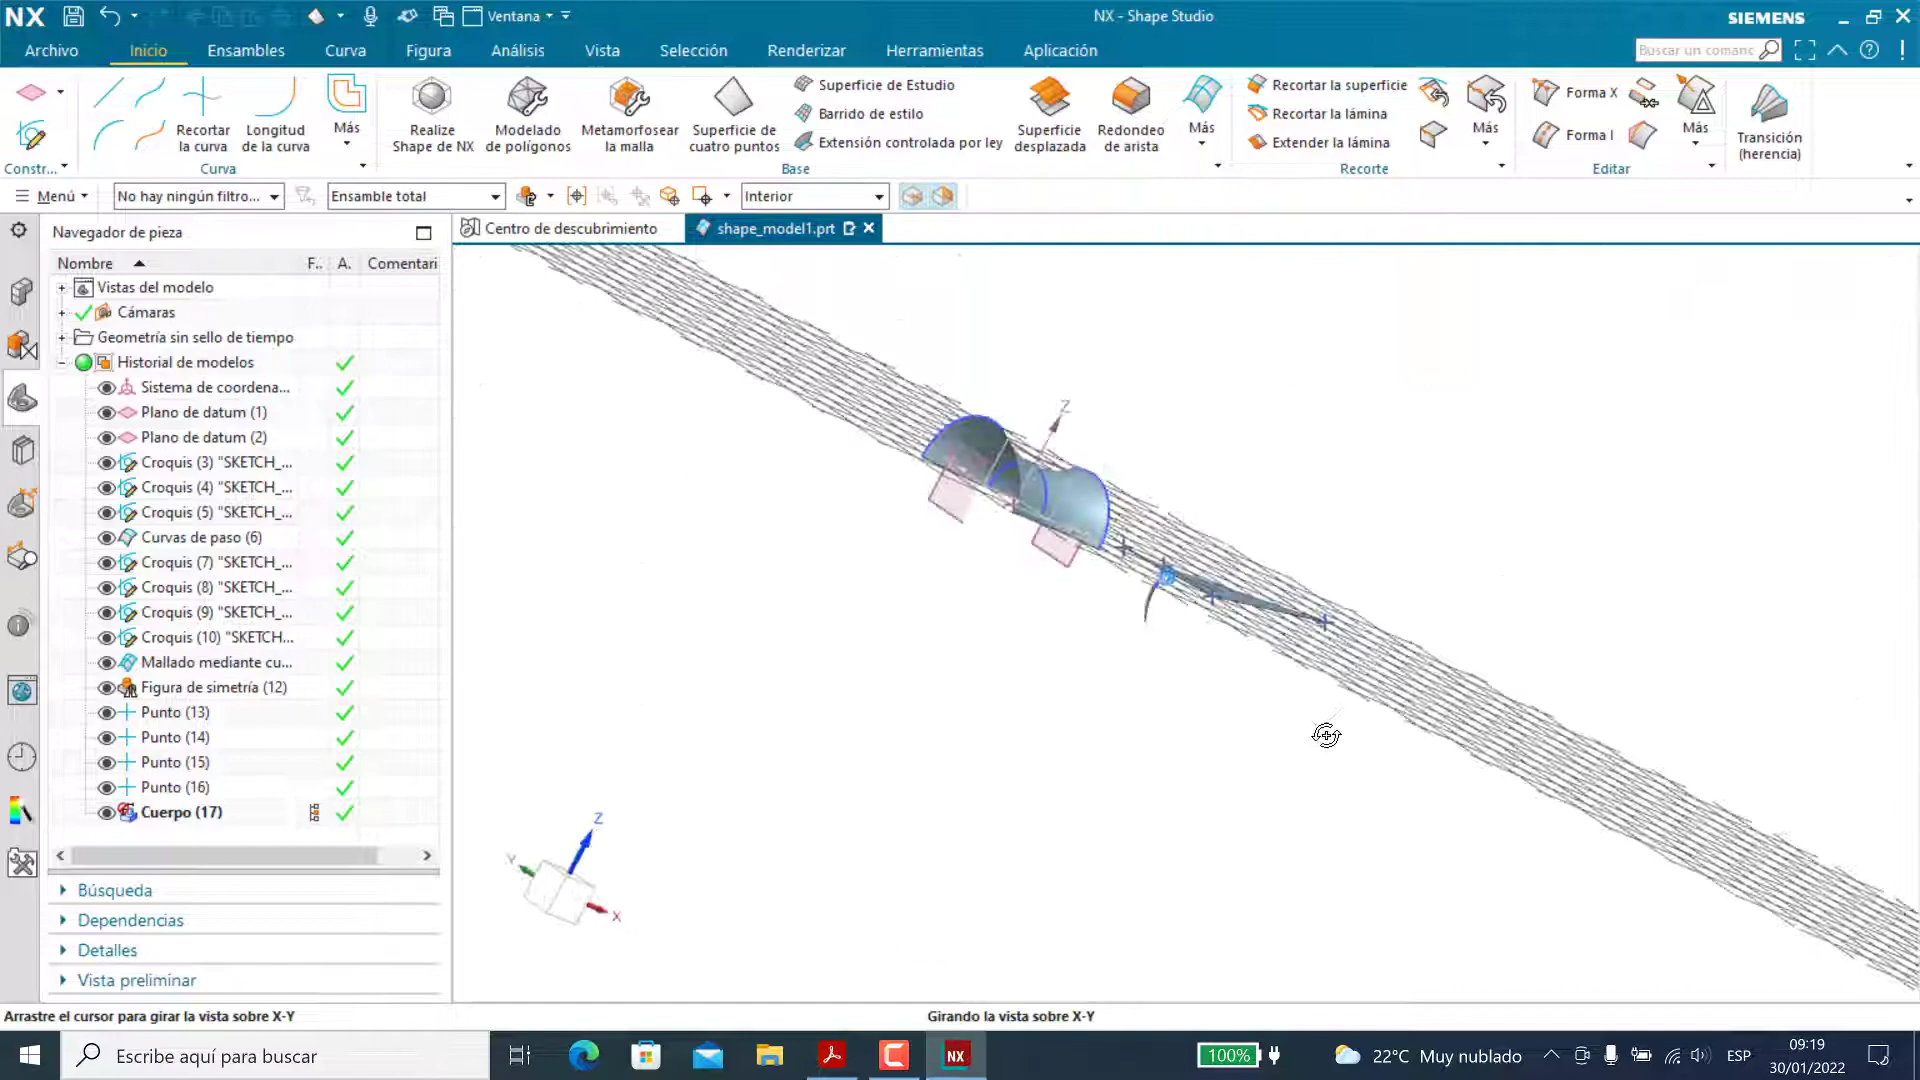 NX
Ventana
NX - Shape Studio
SIEMENS
Archivo
Inicio
Ensambles
Curva
Figura
Análisis
Vista
Selección
Renderizar
Herramientas
Aplicación
Buscar un comanc
Constr...
Recortar
la curva
Longitud
de la curva
Más
Curva
Realize
Shape de NX
Modelado
de polígonos
Metamorfosear
la malla
Superficie de
cuatro puntos
Superficie de Estudio
Barrido de estilo
Extensión controlada por ley
Superficie
desplazada
Redondeo
de arista
Más
Base
Recortar la superficie
Recortar la lámina
Extender la lámina
Más
Recorte
Forma X
Forma I
Más
Editar
Transición
(herencia)
Menú
No hay ningún filtro...
Ensamble total
Interior
Navegador de pieza
Centro de descubrimiento
shape_model1.prt
Nombre
F..
A.
Comentari
Vistas del modelo
Cámaras
Geometría sin sello de tiempo
Historial de modelos
Sistema de coordena...
Plano de datum (1)
Plano de datum (2)
Croquis (3) "SKETCH_...
Croquis (4) "SKETCH_...
Croquis (5) "SKETCH_...
Curvas de paso (6)
Croquis (7) "SKETCH_...
Croquis (8) "SKETCH_...
Croquis (9) "SKETCH_...
Croquis (10) "SKETCH...
Mallado mediante cu...
Figura de simetría (12)
Punto (13)
Punto (14)
Punto (15)
Punto (16)
Cuerpo (17)
Z
Z
Y
X
Búsqueda
Dependencias
Detalles
Vista preliminar
Arrastre el cursor para girar la vista sobre X-Y
Girando la vista sobre X-Y
Escribe aquí para buscar
NX
100%
22°C Muy nublado
ESP
09:19
30/01/2022